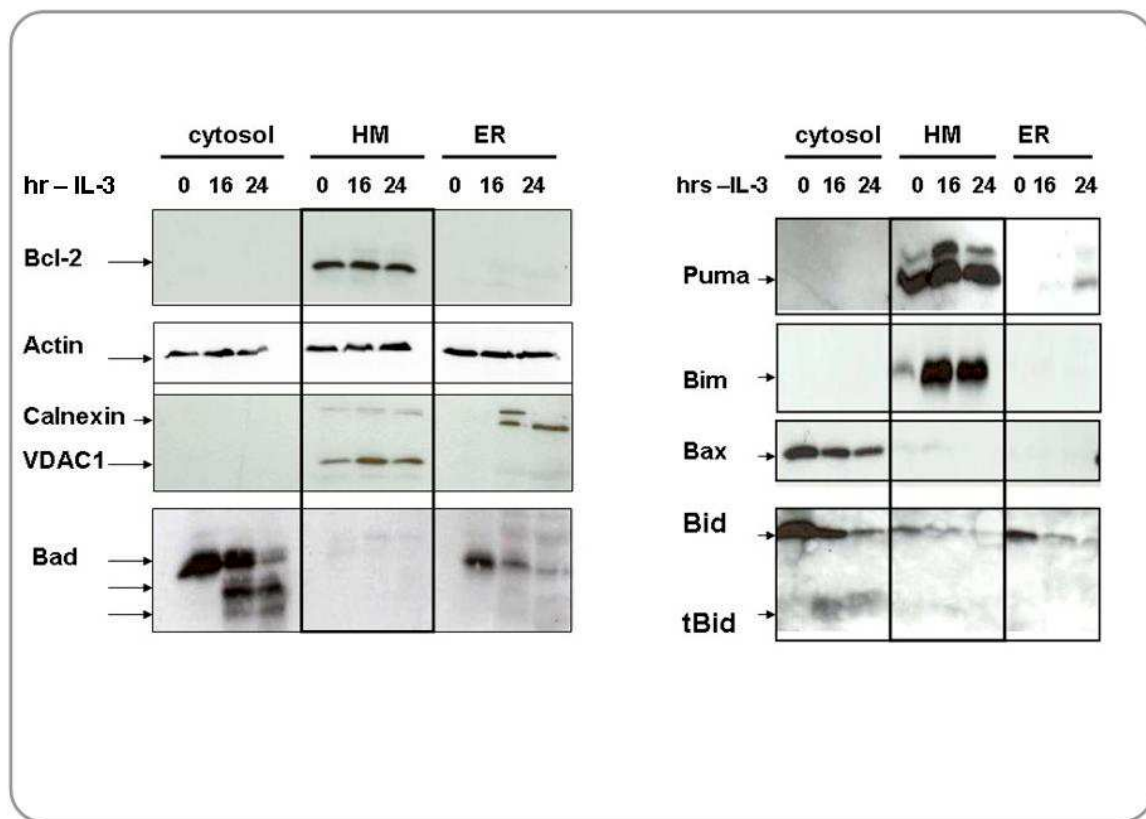 cytosol HM ER
hr – IL-3 0 16 24 0 16 24 0 16 24
Bcl-2
Actin
Calnexin
VDAC1
Bad
cytosol HM ER
hrs –IL-3 0 16 24 0 16 24 0 16 24
Puma
Bim
Bax
Bid
tBid